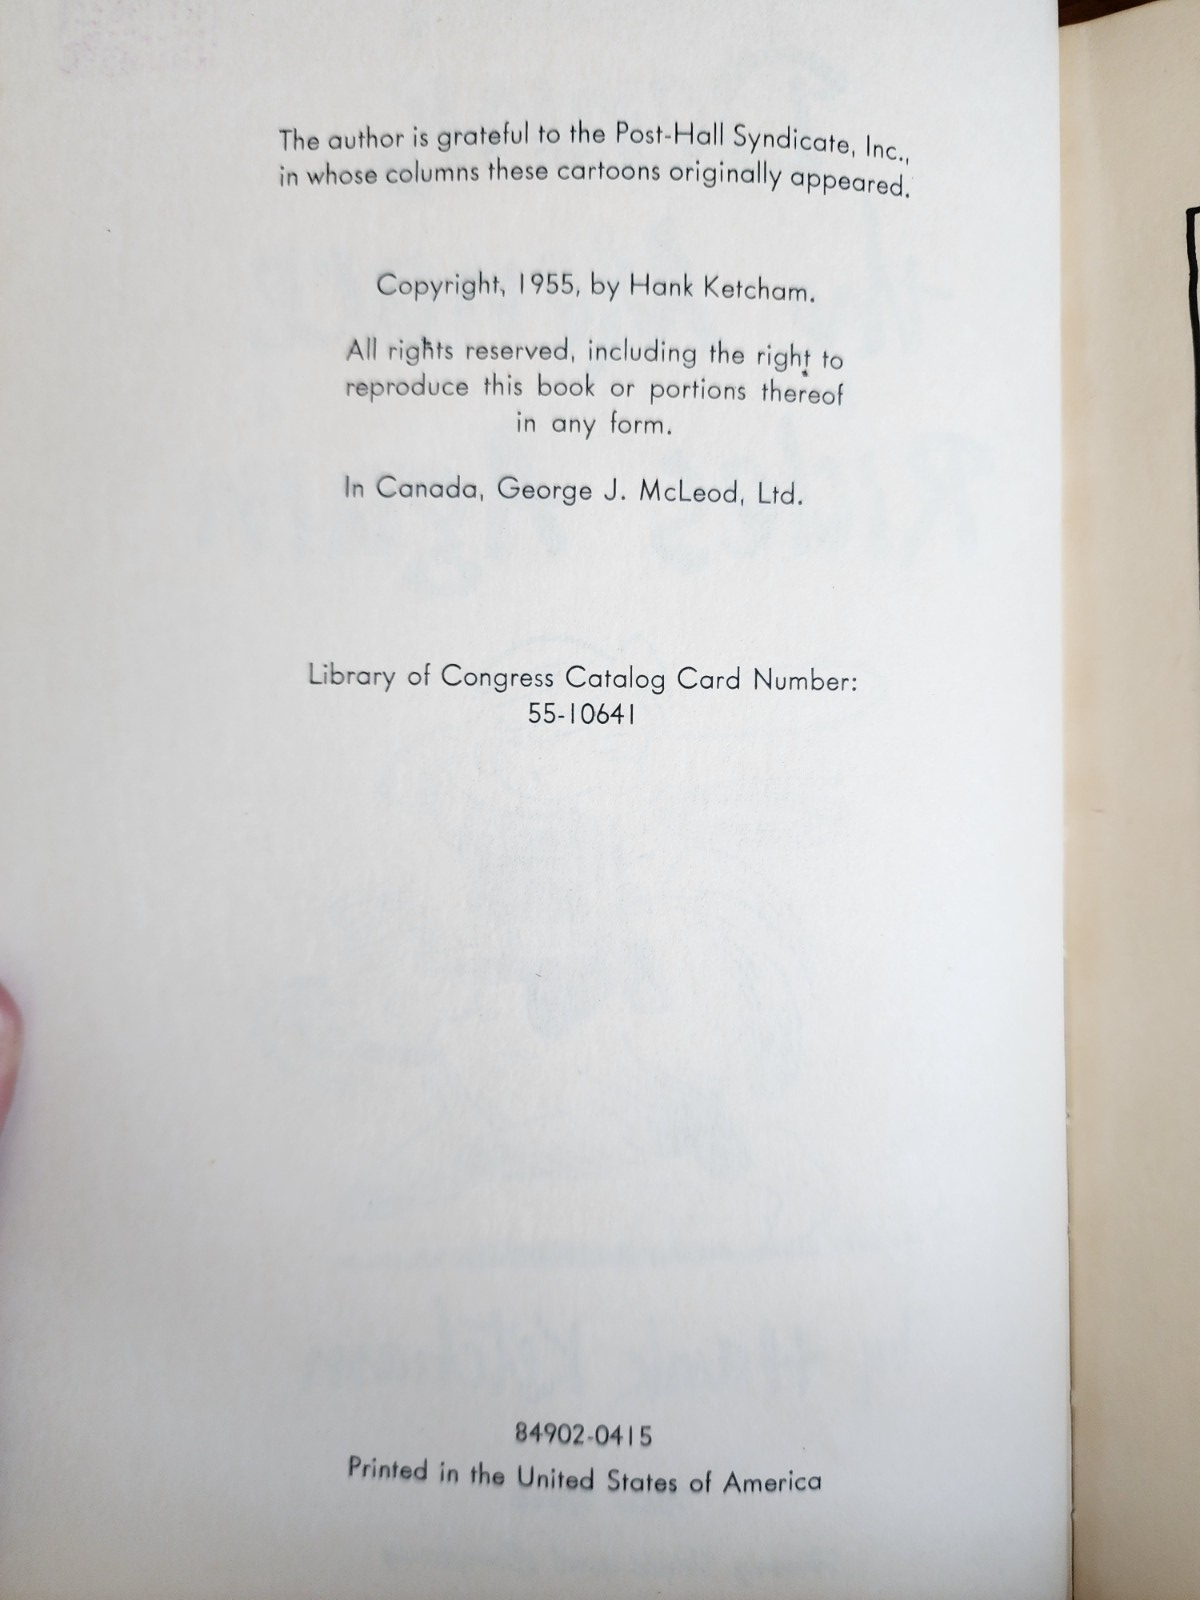 The author is grateful to the Post-Hall Syndicate, Inc.,
in whose columns these cartoons originally appeared.
Copyright, 1955, by Hank Ketcham.
All rights reserved, including the right to
reproduce this book or portions thereof
in any form.
In Canada, George J. McLeod, Ltd.
Library of Congress Catalog Card Number:
55-10641
84902-0415
Printed in the United States of America